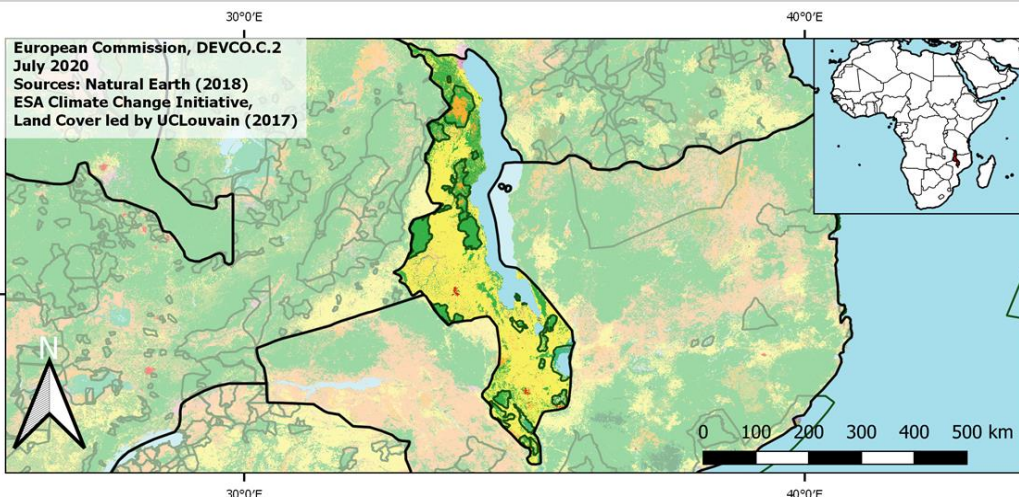 30°0'E 40°0'E
European Commission, DEVCO.C.2
July 2020
Sources: Natural Earth (2018)
ESA Climate Change Initiative,
Land Cover led by UCLouvain (2017)
N
0 100 200 300 400 500 km
30°0'E 40°0'E